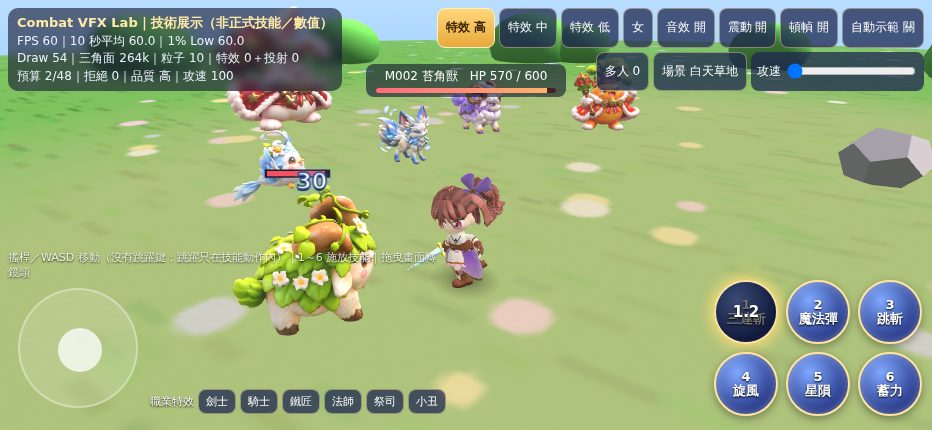 Combat VFX Lab｜技術展示（非正式技能／數值）
FPS 60｜10 秒平均 60.0｜1% Low 60.0
Draw 54｜三角面 264k｜粒子 10｜特效 0＋投射 0
預算 2/48｜拒絕 0｜品質 高｜攻速 100
特效 高
特效 中
特效 低
女
音效 開
震動 開
頓幀 開
自動示範 關
多人 0
場景 白天草地
攻速
M002 苔角獸 HP 570 / 600
30
搖桿／WASD 移動（沒有跳躍鍵；跳躍只在技能動作內）｜1～6 施放技能｜拖曳畫面轉
鏡頭
1
1.2
三連斬
2
魔法彈
3
跳斬
4
旋風
5
星隕
6
蓄力
職業特效
劍士
騎士
鐵匠
法師
祭司
小丑